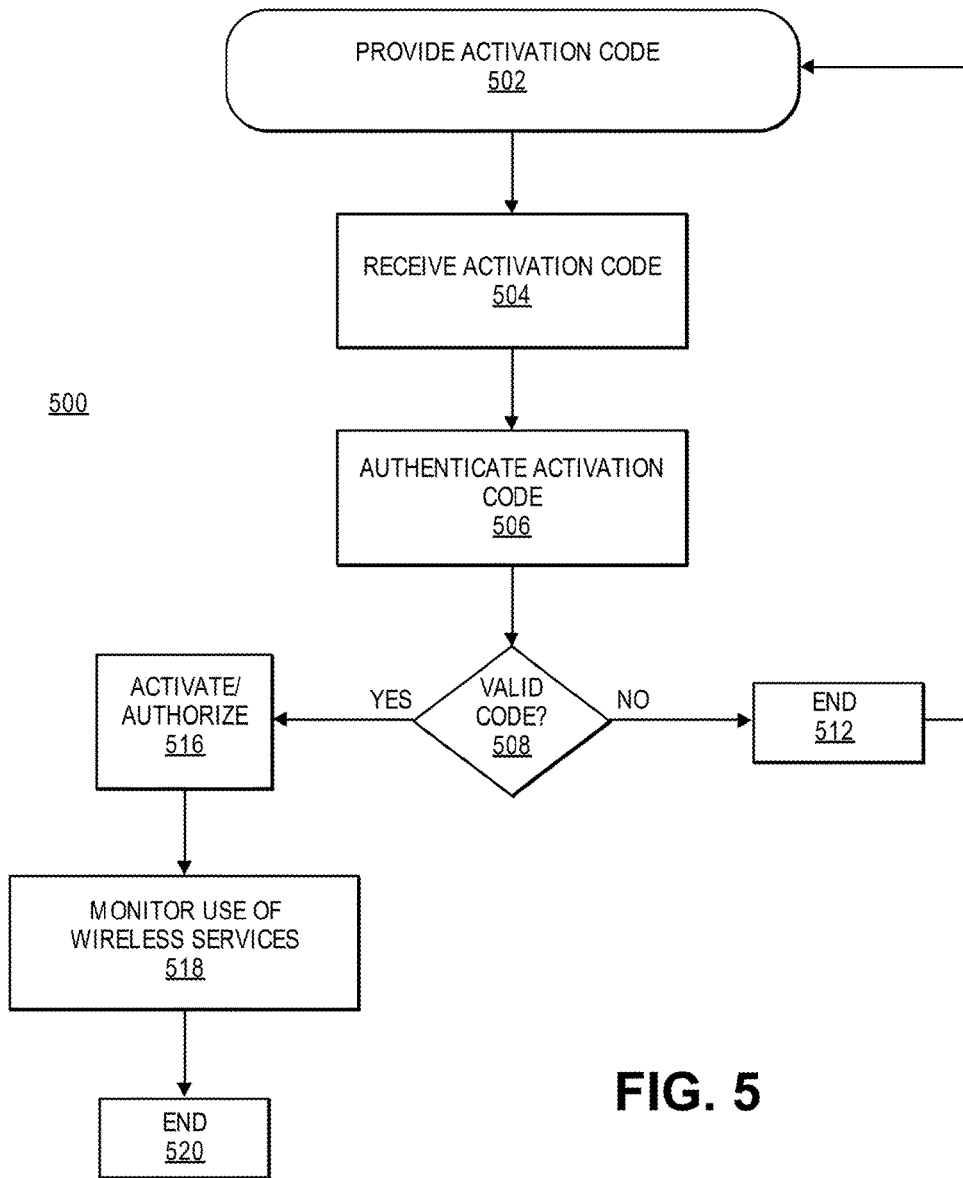 PROVIDE ACTIVATION CODE
502
RECEIVE ACTIVATION CODE
504
500
AUTHENTICATE ACTIVATION
CODE
506
VALID
CODE?
508
YES
NO
ACTIVATE/
AUTHORIZE
516
END
512
MONITOR USE OF
WIRELESS SERVICES
518
END
520
FIG. 5